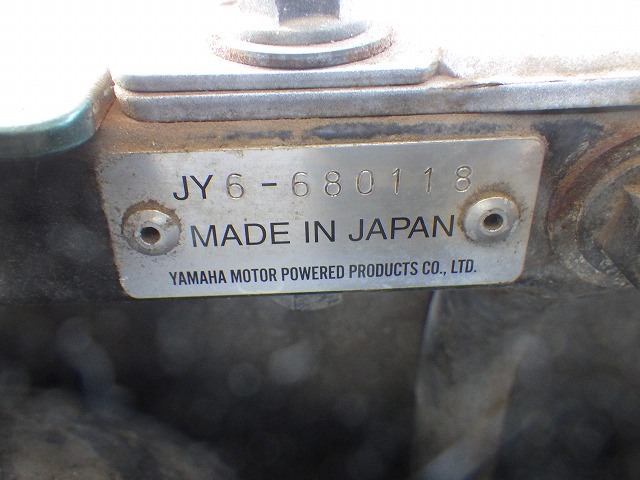 JY6-680118
MADE IN JAPAN
YAMAHA MOTOR POWERED PRODUCTS CO., LTD.